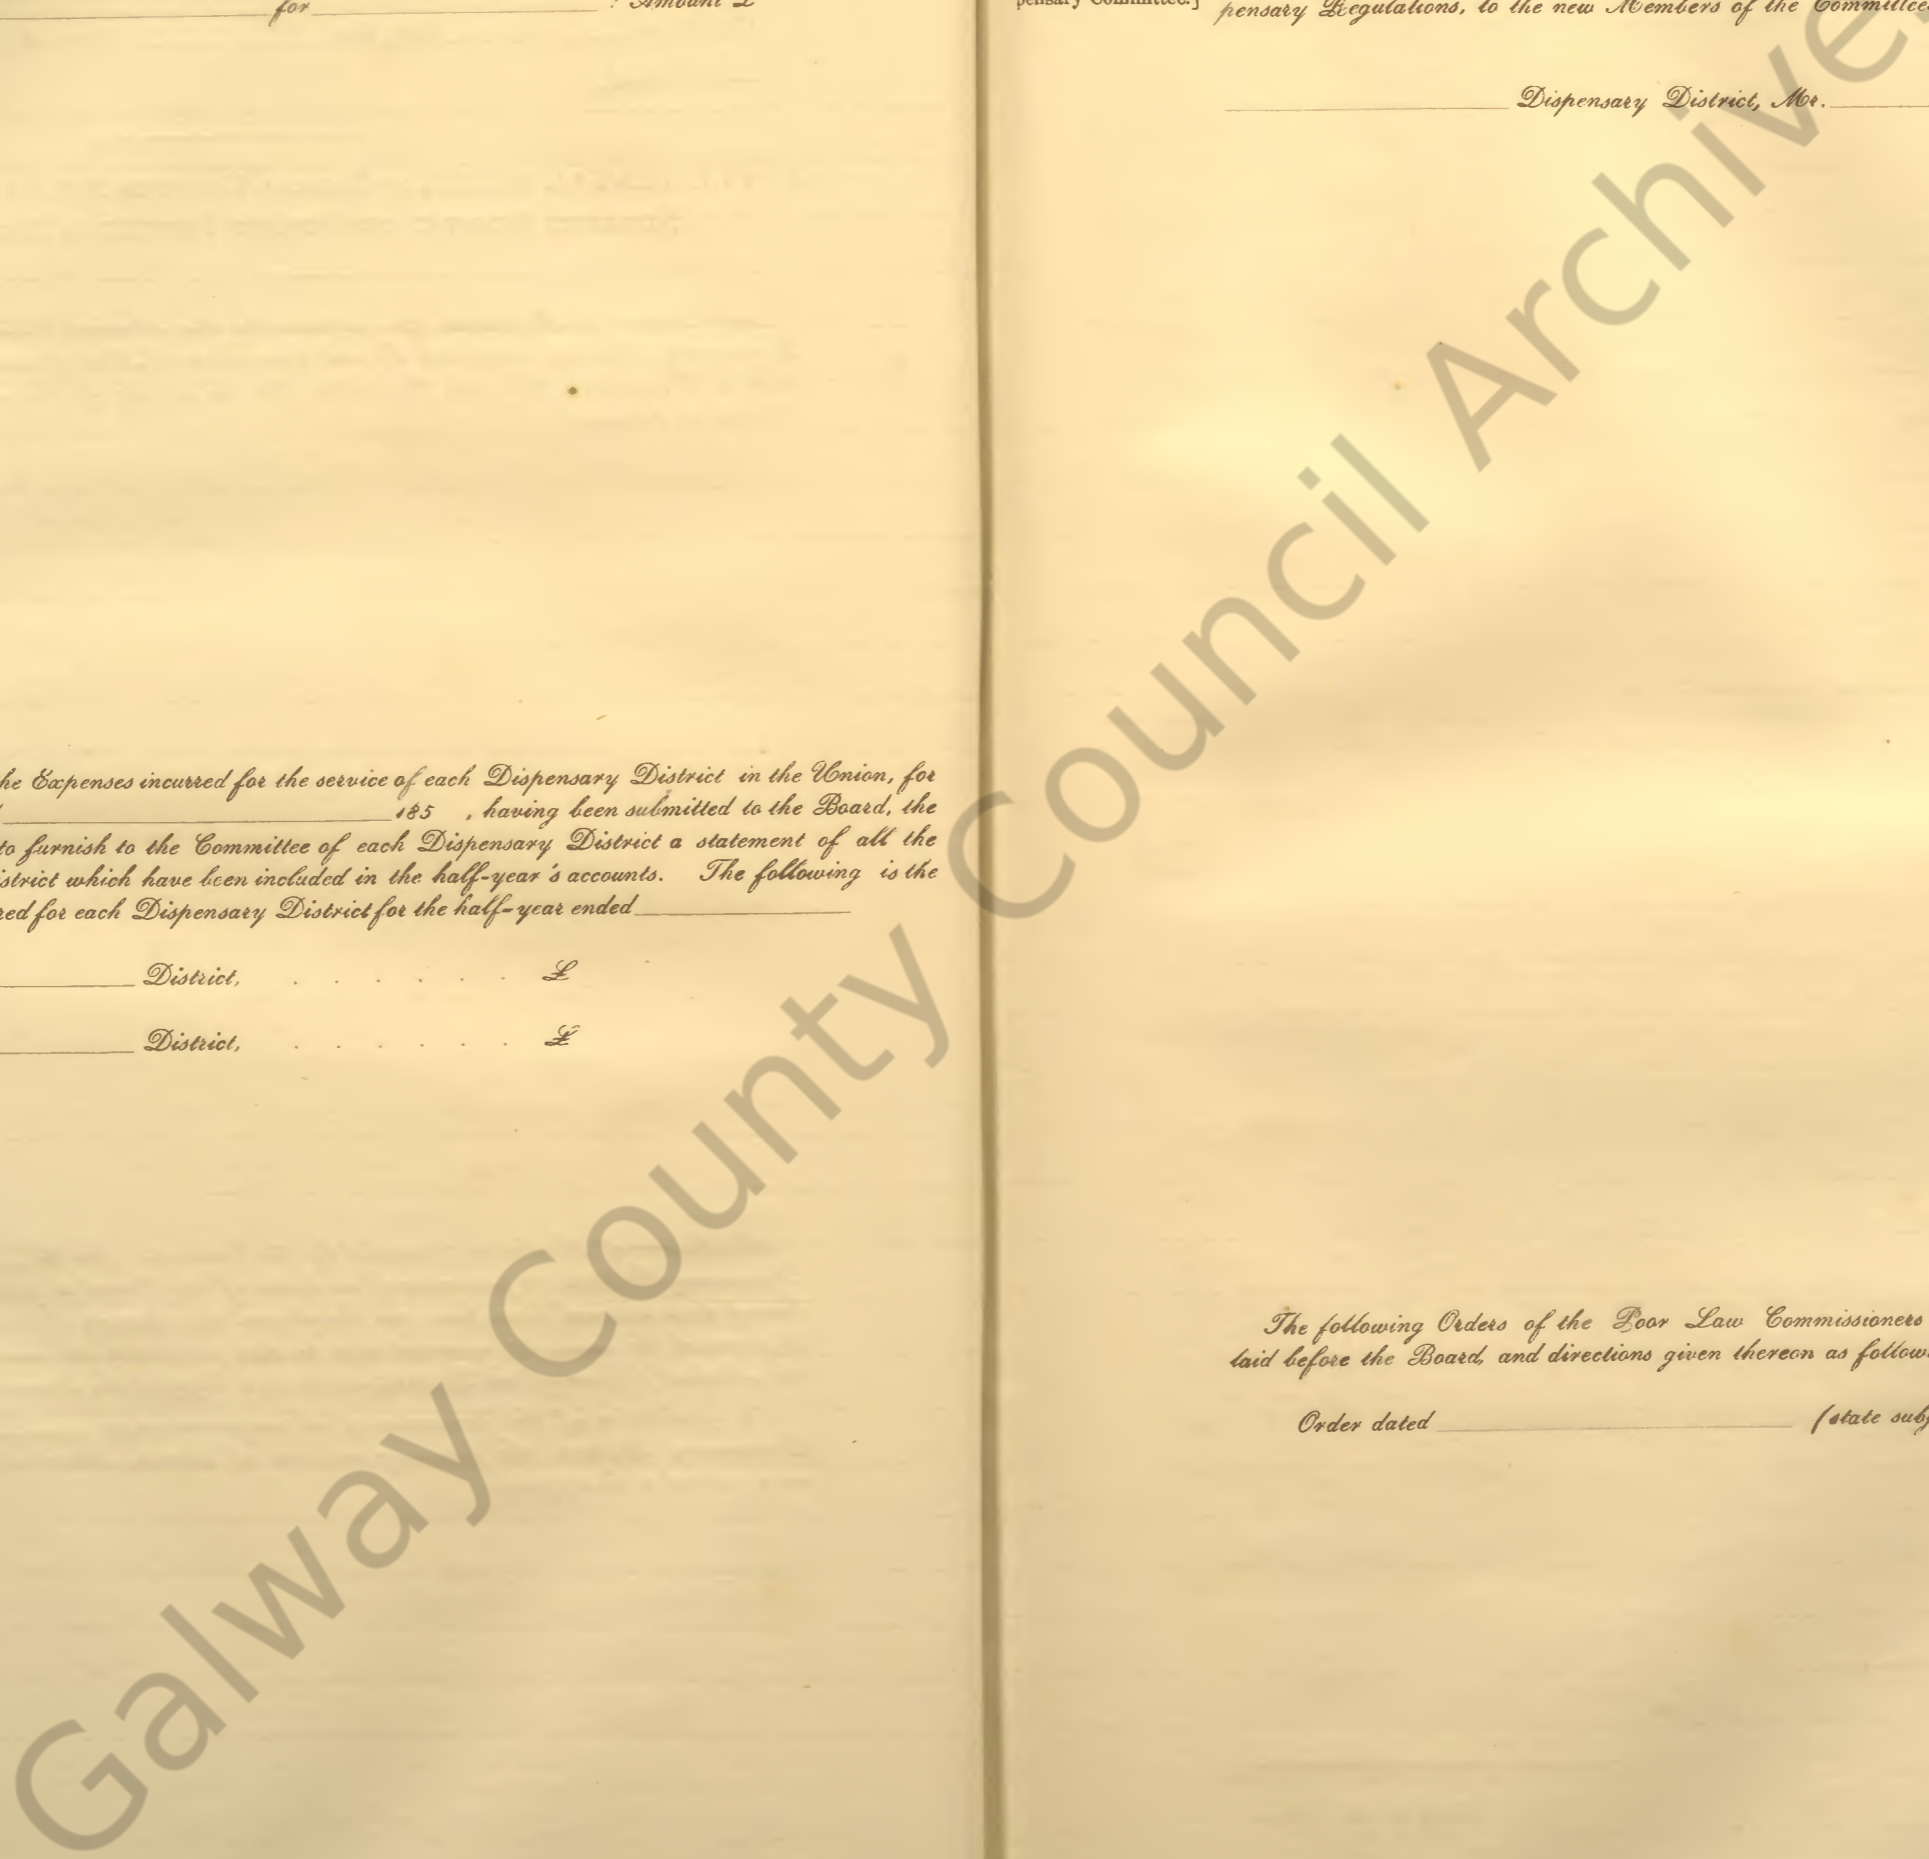 for : Amount £
he Expenses incurred for the service of each Dispensary District in the Union, for
185 , having been submitted to the Board, the
to furnish to the Committee of each Dispensary District a statement of all the
istrict which have been included in the half-year's accounts. The following is the
red for each Dispensary District for the half-year ended
District, . . . . . . £
District, . . . . . . £
pensary Committee.]
pensary Regulations, to the new Members of the Committee
Dispensary District, Mr.
The following Orders of the Poor Law Commissioners
laid before the Board, and directions given thereon as follow
Order dated (state sub
Galway County Council Archive